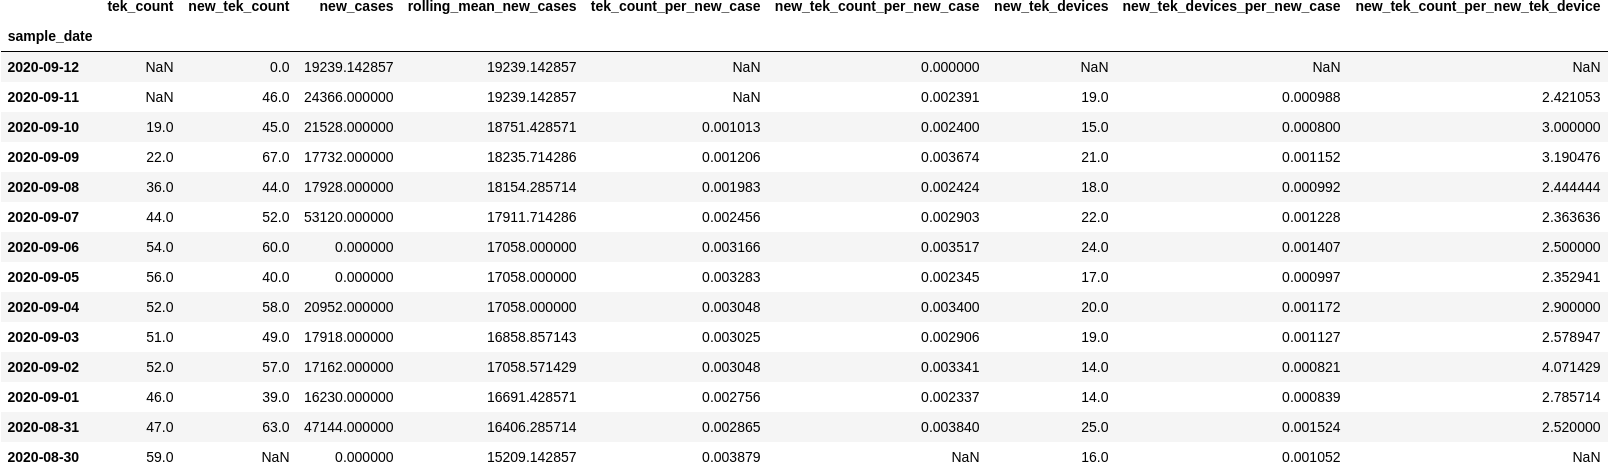 tek_count new_tek_count new_cases rolling_mean_new_cases tek_count_per_new_case new_tek_count_per_new_case new_tek_devices new_tek_devices_per_new_case new_tek_count_per_new_tek_device
sample_date
2020-09-12 NaN 0.0 19239.142857 19239.142857 NaN 0.000000 NaN NaN NaN
2020-09-11 NaN 46.0 24366.000000 19239.142857 NaN 0.002391 19.0 0.000988 2.421053
2020-09-10 19.0 45.0 21528.000000 18751.428571 0.001013 0.002400 15.0 0.000800 3.000000
2020-09-09 22.0 67.0 17732.000000 18235.714286 0.001206 0.003674 21.0 0.001152 3.190476
2020-09-08 36.0 44.0 17928.000000 18154.285714 0.001983 0.002424 18.0 0.000992 2.444444
2020-09-07 44.0 52.0 53120.000000 17911.714286 0.002456 0.002903 22.0 0.001228 2.363636
2020-09-06 54.0 60.0 0.000000 17058.000000 0.003166 0.003517 24.0 0.001407 2.500000
2020-09-05 56.0 40.0 0.000000 17058.000000 0.003283 0.002345 17.0 0.000997 2.352941
2020-09-04 52.0 58.0 20952.000000 17058.000000 0.003048 0.003400 20.0 0.001172 2.900000
2020-09-03 51.0 49.0 17918.000000 16858.857143 0.003025 0.002906 19.0 0.001127 2.578947
2020-09-02 52.0 57.0 17162.000000 17058.571429 0.003048 0.003341 14.0 0.000821 4.071429
2020-09-01 46.0 39.0 16230.000000 16691.428571 0.002756 0.002337 14.0 0.000839 2.785714
2020-08-31 47.0 63.0 47144.000000 16406.285714 0.002865 0.003840 25.0 0.001524 2.520000
2020-08-30 59.0 NaN 0.000000 15209.142857 0.003879 NaN 16.0 0.001052 NaN